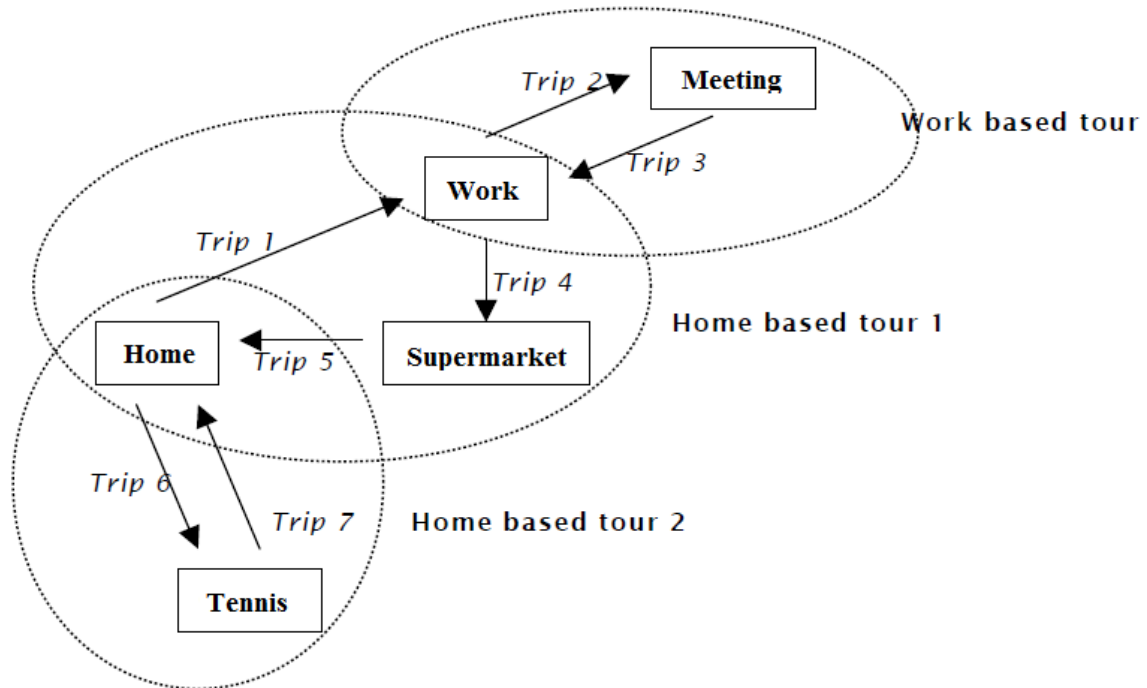 Trip 2
Meeting
Work based tour
Trip 3
Work
Trip 1
Trip 4
Home based tour 1
Home
Trip 5
Supermarket
Trip 6
Trip 7
Home based tour 2
Tennis